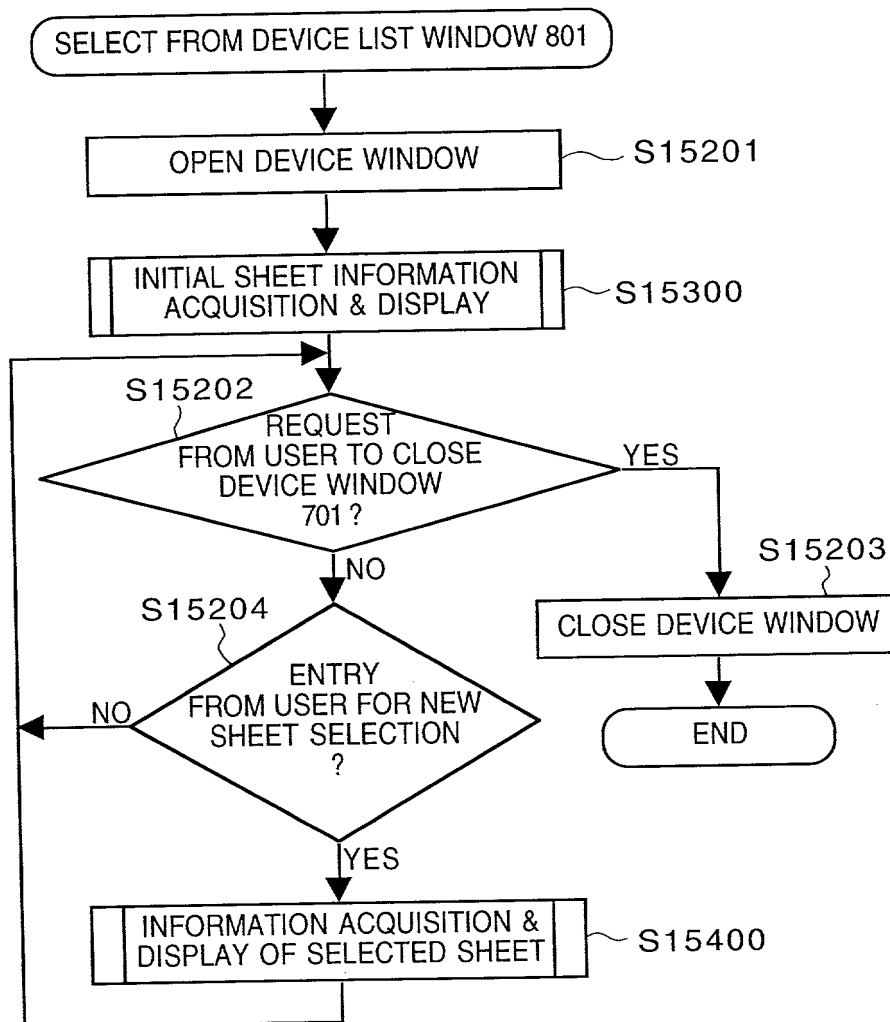 SELECT FROM DEVICE LIST WINDOW 801
OPEN DEVICE WINDOW
S15201
INITIAL SHEET INFORMATION
ACQUISITION & DISPLAY
S15300
S15202
REQUEST
FROM USER TO CLOSE
DEVICE WINDOW
701?
YES
NO
S15203
CLOSE DEVICE WINDOW
END
S15204
ENTRY
FROM USER FOR NEW
SHEET SELECTION
?
NO
YES
INFORMATION ACQUISITION &
DISPLAY OF SELECTED SHEET
S15400